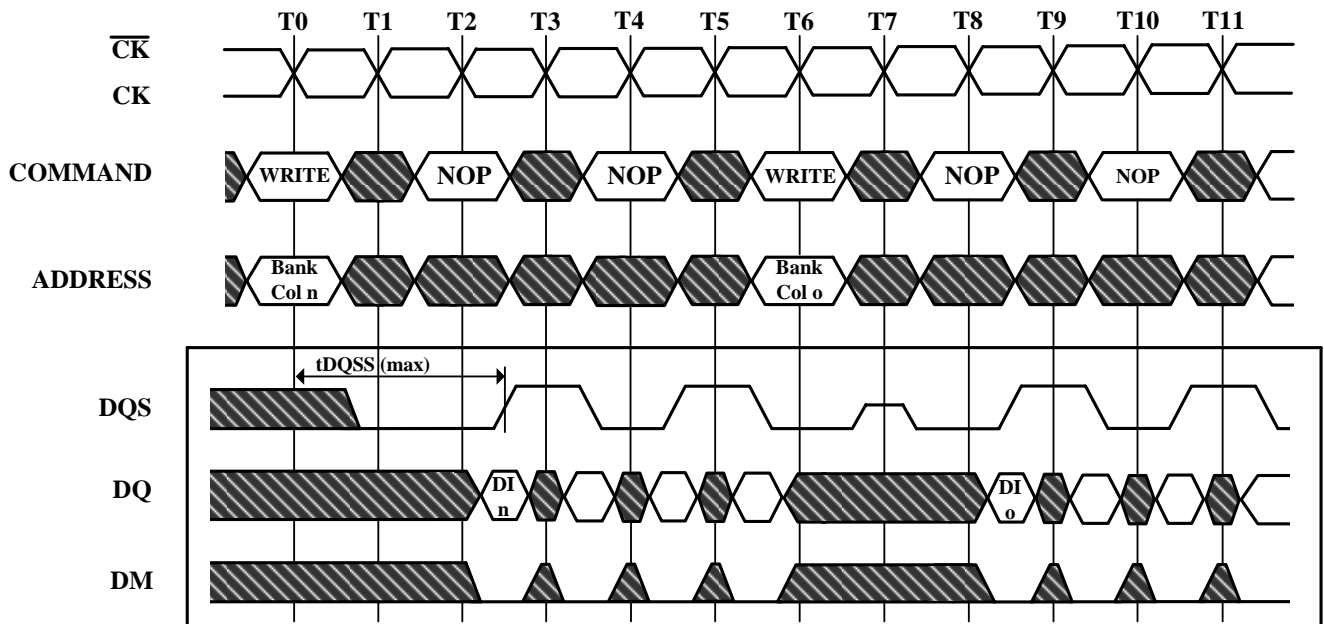 T0 T1 T2 T3 T4 T5 T6 T7 T8 T9 T10 T11
CK
CK
COMMAND WRITE NOP NOP WRITE NOP NOP
ADDRESS Bank Col n Bank Col o
tDQSS (max)
DQS
DQ DI n DI o
DM